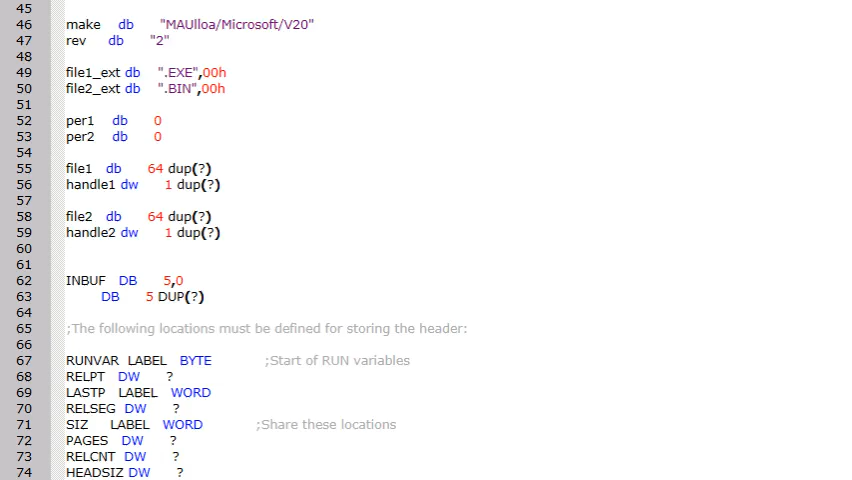 45
46 make db "MAUlloa/Microsoft/V20"
47 rev db "2"
48
49 file1_ext db ".EXE",00h
50 file2_ext db ".BIN",00h
51
52 per1 db 0
53 per2 db 0
54
55 file1 db 64 dup(?)
56 handle1 dw 1 dup(?)
57
58 file2 db 64 dup(?)
59 handle2 dw 1 dup(?)
60
61
62 INBUF DB 5,0
63 DB 5 DUP(?)
64
65 ;The following locations must be defined for storing the header:
66
67 RUNVAR LABEL BYTE ;Start of RUN variables
68 RELPT DW ?
69 LASTP LABEL WORD
70 RELSEG DW ?
71 SIZ LABEL WORD ;Share these locations
72 PAGES DW ?
73 RELCNT DW ?
74 HEADSIZ DW ?